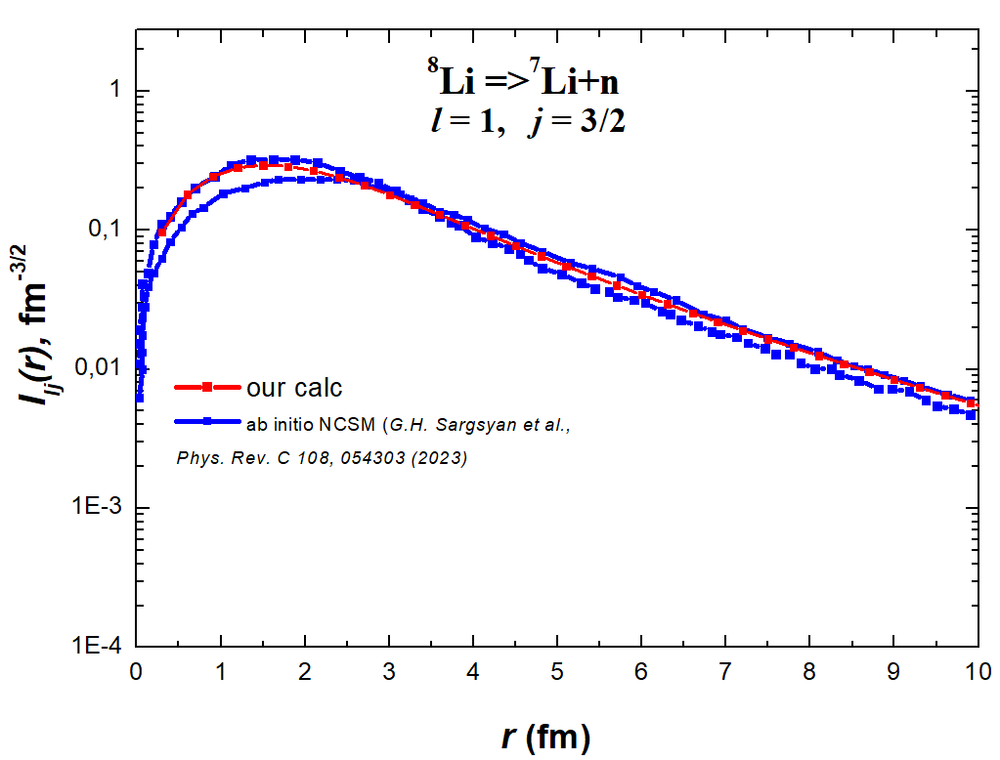 ⁸Li =>⁷Li+n
l = 1, j = 3/2
I_lj(r), fm^-3/2
1
0,1
0,01
1E-3
1E-4
our calc
ab initio NCSM (G.H. Sargsyan et al.,
Phys. Rev. C 108, 054303 (2023)
0 1 2 3 4 5 6 7 8 9 10
r (fm)